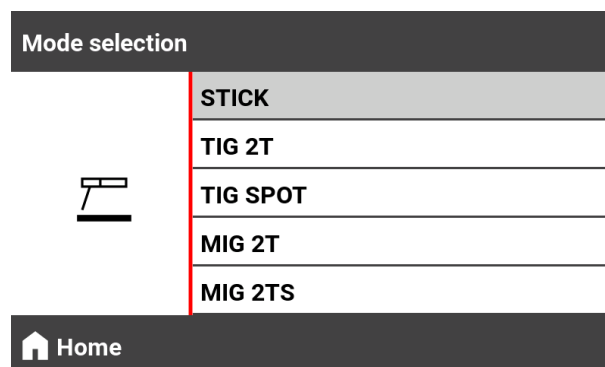 Mode selection
STICK
TIG 2T
TIG SPOT
MIG 2T
MIG 2TS
Home